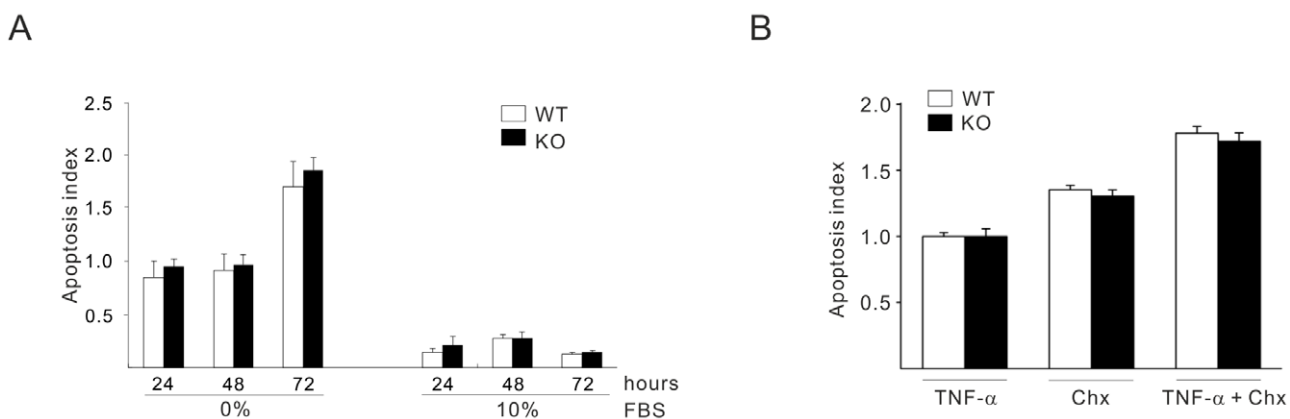 A
Apoptosis index
2.5
2.0
1.5
1.0
0.5
WT
KO
24 48 72 24 48 72 hours
0% 10% FBS
B
Apoptosis index
2.0
1.5
1.0
0.5
WT
KO
TNF-α Chx TNF-α + Chx